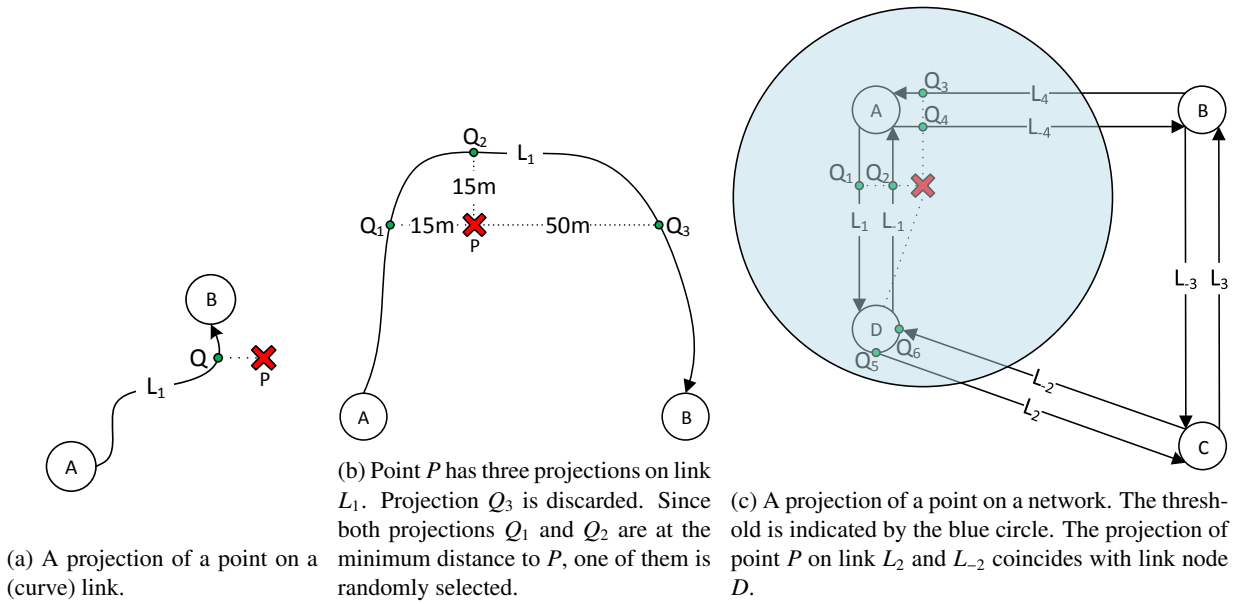 B
Q
P
L₁
A
(a) A projection of a point on a
(curve) link.
Q₂
L₁
15m
Q₁
15m
50m
Q₃
P
A
B
(b) Point P has three projections on link
L₁. Projection Q₃ is discarded. Since
both projections Q₁ and Q₂ are at the
minimum distance to P, one of them is
randomly selected.
Q₃
L₄
A
B
Q₄
L₋₄
Q₁
Q₂
L₁
L₋₁
L₋₃
L₃
D
Q₆
Q₅
L₋₂
L₂
C
(c) A projection of a point on a network. The thresh-
old is indicated by the blue circle. The projection of
point P on link L₂ and L₋₂ coincides with link node
D.